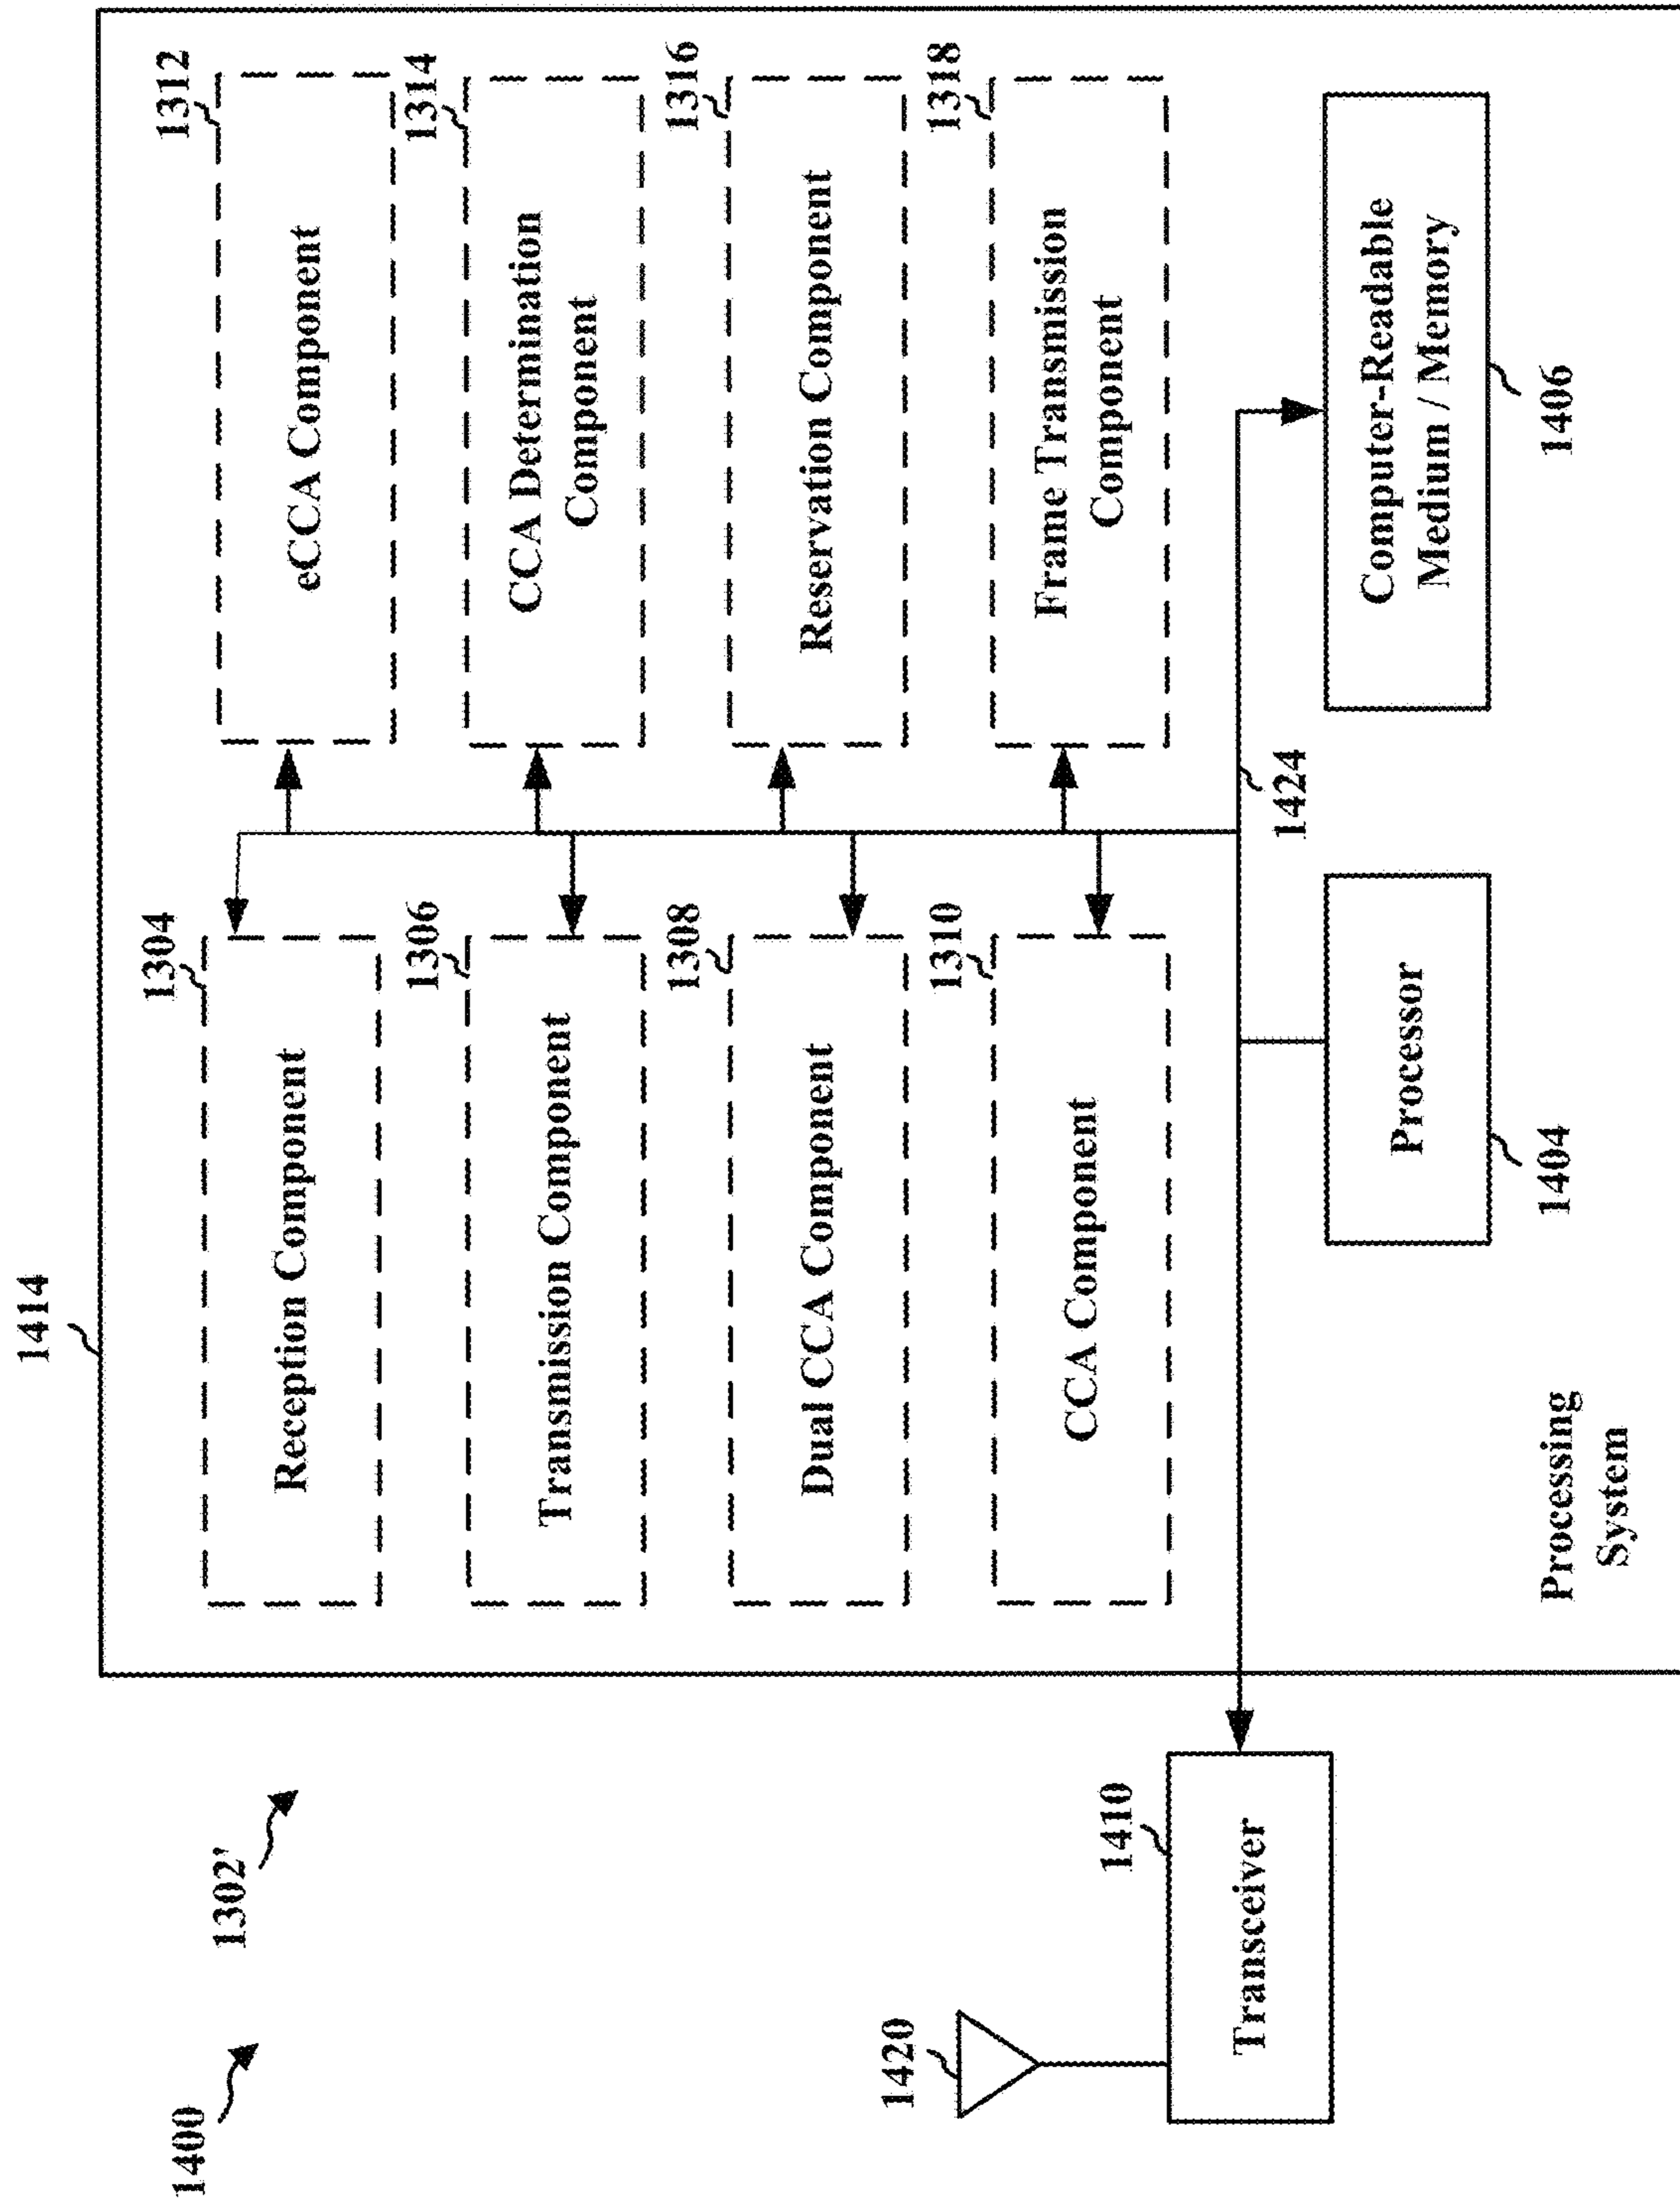 1400
1302'
1414
1304
Reception Component
1312
eCCA Component
1306
Transmission Component
1314
CCA Determination
Component
1308
Dual CCA Component
1316
Reservation Component
1310
CCA Component
1318
Frame Transmission
Component
1420
1410
Transceiver
1424
Processor
1404
Computer-Readable
Medium / Memory
1406
Processing
System